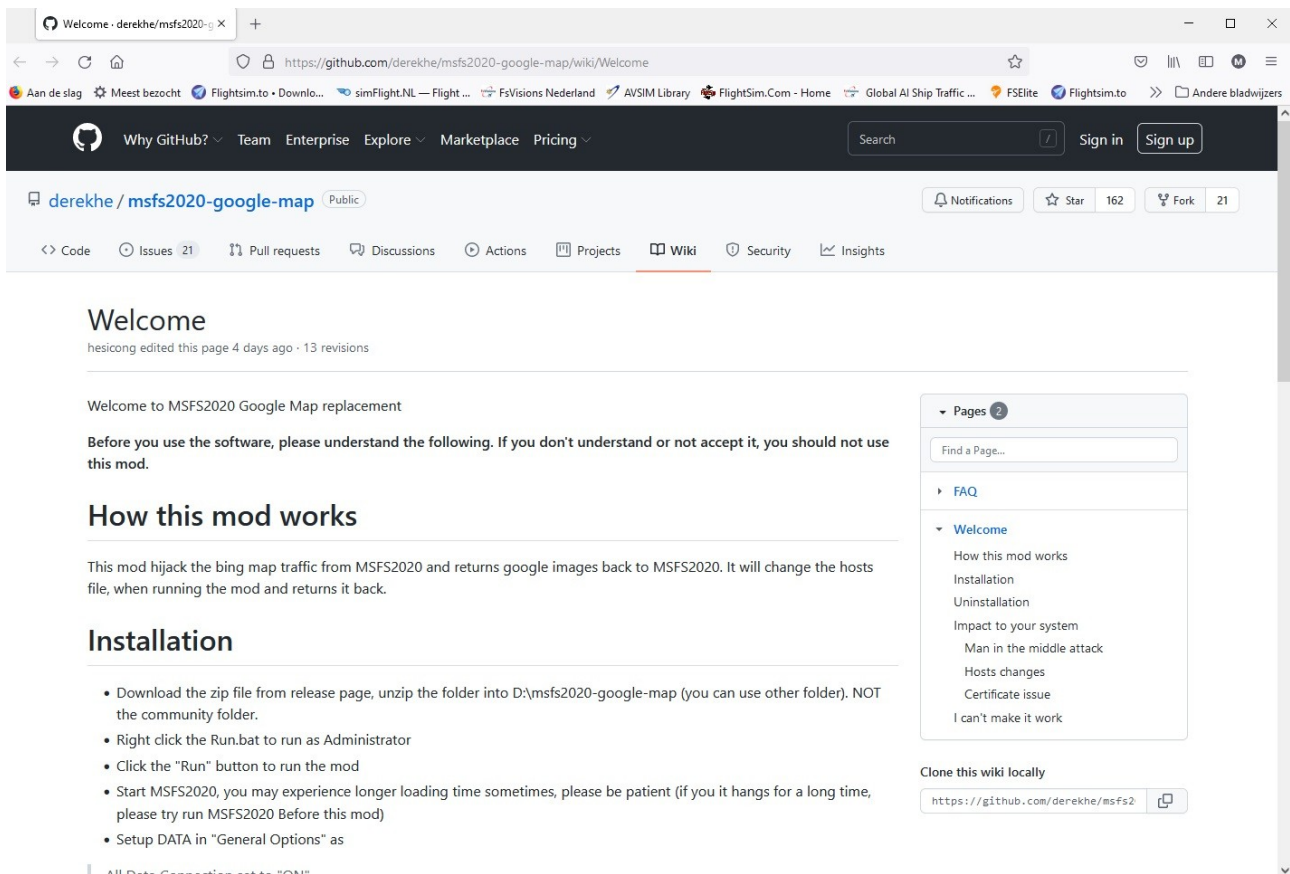 Welcome · derekhe/msfs2020-g
https://github.com/derekhe/msfs2020-google-map/wiki/Welcome
M
Aan de slag Meest bezocht Flightsim.to • Downlo... simFlight.NL — Flight ... FsVisions Nederland AVSIM Library FlightSim.Com - Home Global AI Ship Traffic ... FSElite Flightsim.to Andere bladwijzers
Why GitHub? Team Enterprise Explore Marketplace Pricing Search / Sign in Sign up
derekhe / msfs2020-google-map Public Notifications Star 162 Fork 21
<> Code Issues 21 Pull requests Discussions Actions Projects Wiki Security Insights
Welcome
hesicong edited this page 4 days ago · 13 revisions
Welcome to MSFS2020 Google Map replacement
Before you use the software, please understand the following. If you don't understand or not accept it, you should not use
this mod.
How this mod works
This mod hijack the bing map traffic from MSFS2020 and returns google images back to MSFS2020. It will change the hosts
file, when running the mod and returns it back.
Installation
• Download the zip file from release page, unzip the folder into D:\msfs2020-google-map (you can use other folder). NOT
the community folder.
• Right click the Run.bat to run as Administrator
• Click the "Run" button to run the mod
• Start MSFS2020, you may experience longer loading time sometimes, please be patient (if you it hangs for a long time,
please try run MSFS2020 Before this mod)
• Setup DATA in "General Options" as
All Data Connection set to "ON"
Pages 2
Find a Page...
FAQ
Welcome
How this mod works
Installation
Uninstallation
Impact to your system
Man in the middle attack
Hosts changes
Certificate issue
I can't make it work
Clone this wiki locally
https://github.com/derekhe/msfs2